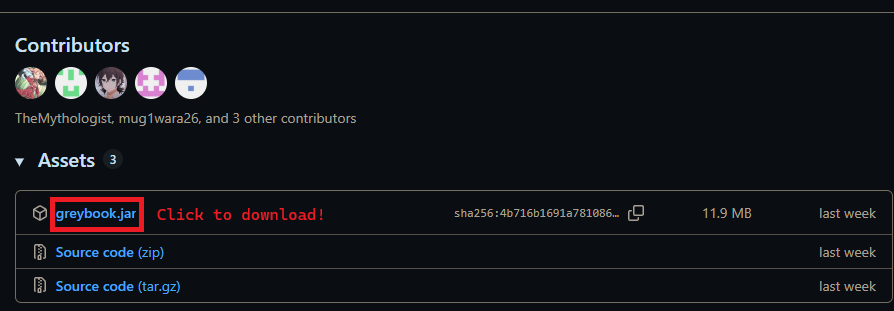 Contributors
TheMythologist, mug1wara26, and 3 other contributors
Assets 3
greybook.jar Click to download! sha256:4b716b1691a781086… 11.9 MB last week
Source code (zip) last week
Source code (tar.gz) last week